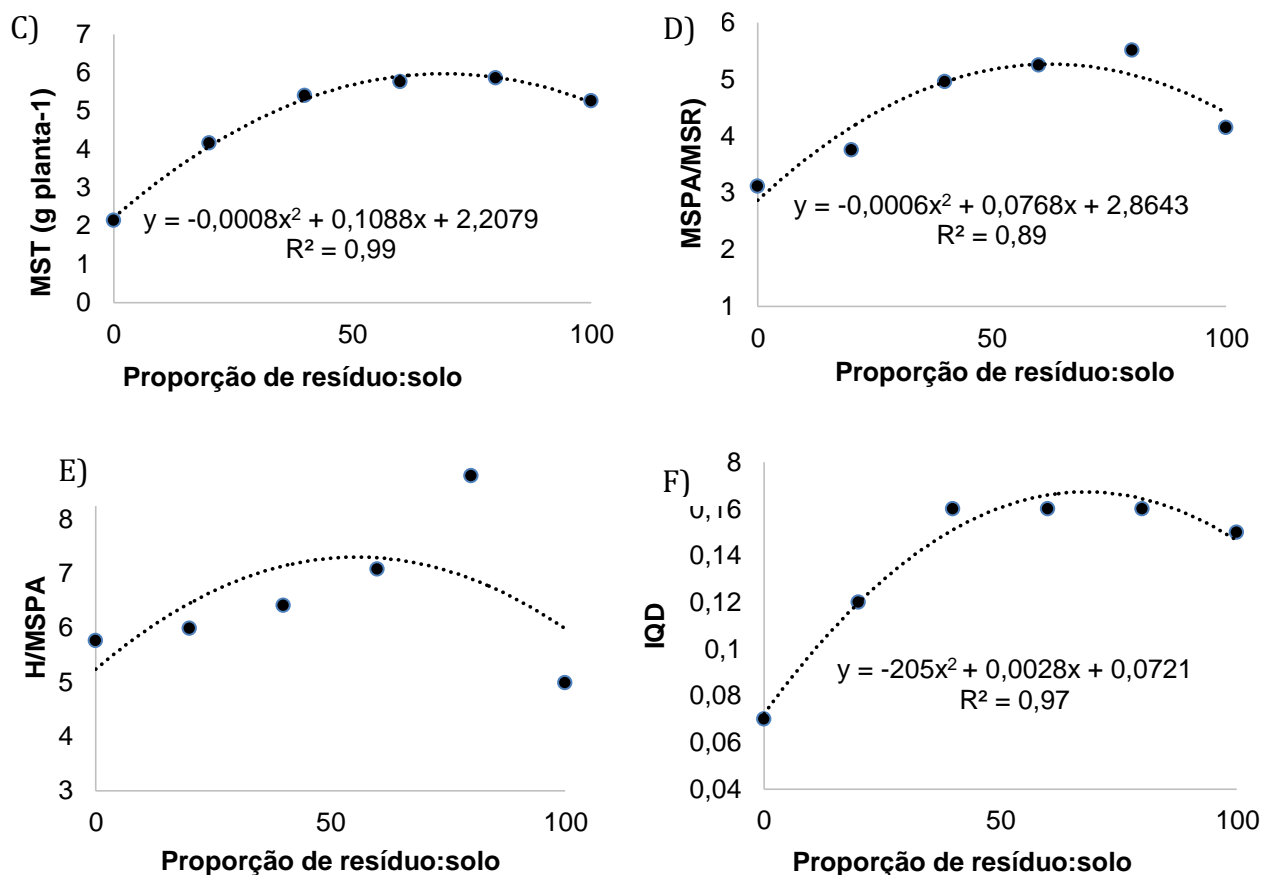 C)
MST (g planta-1)
7
6
5
4
3
2
1
0
y = -0,0008x² + 0,1088x + 2,2079
R² = 0,99
0 50 100
Proporção de resíduo:solo
D)
MSPA/MSR)
6
5
4
3
2
1
y = -0,0006x² + 0,0768x + 2,8643
R² = 0,89
0 50 100
Proporção de resíduo:solo
E)
H/MSPA
8
7
6
5
4
3
0 50 100
Proporção de resíduo:solo
F)
IQD
8
0,16
0,14
0,12
0,1
0,08
0,06
0,04
y = -205x² + 0,0028x + 0,0721
R² = 0,97
0 50 100
Proporção de resíduo:solo